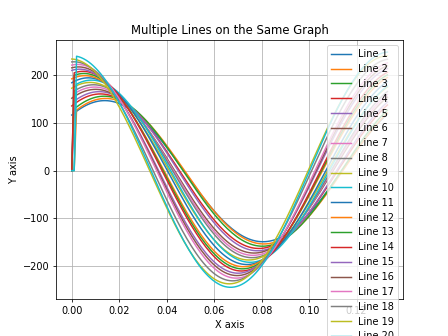 Multiple Lines on the Same Graph
Y axis
200
100
0
−100
−200
0.00
0.02
0.04
0.06
0.08
0.10
X axis
Line 1
Line 2
Line 3
Line 4
Line 5
Line 6
Line 7
Line 8
Line 9
Line 10
Line 11
Line 12
Line 13
Line 14
Line 15
Line 16
Line 17
Line 18
Line 19
Line 20